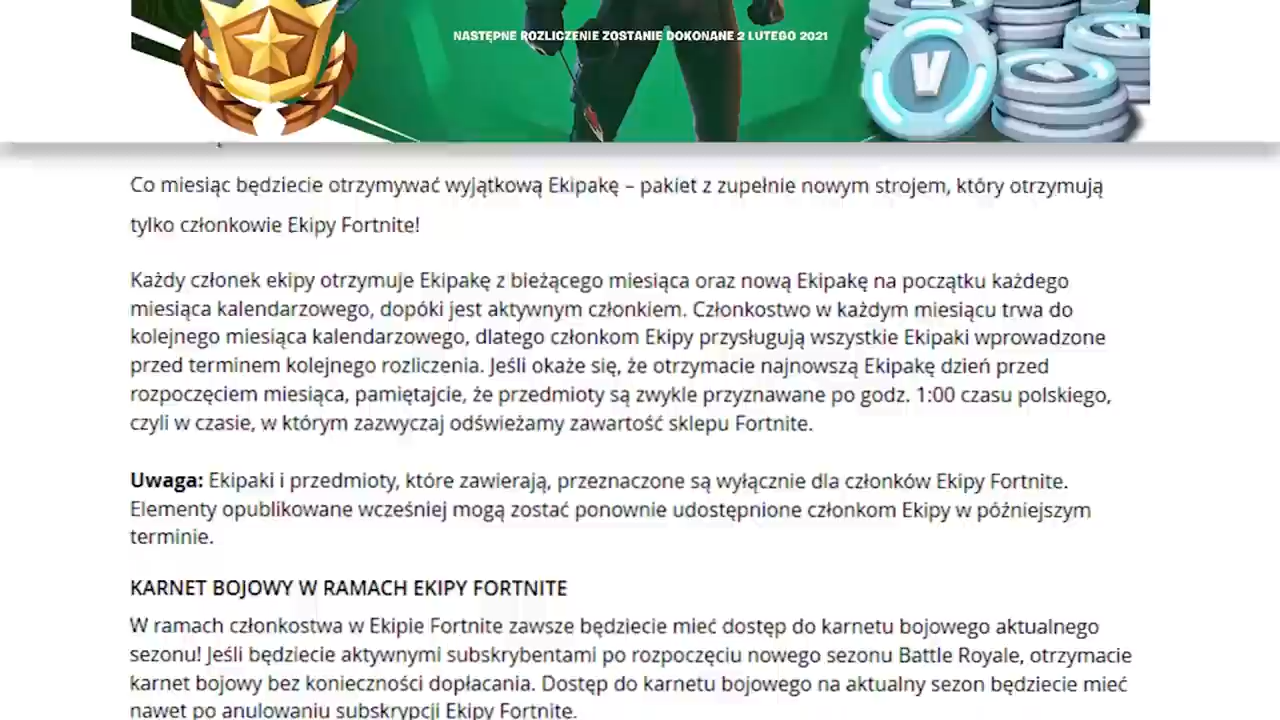 NASTĘPNE ROZLICZENIE ZOSTANIE DOKONANE 2 LUTEGO 2021
V
Co miesiąc będziecie otrzymywać wyjątkową Ekipakę – pakiet z zupełnie nowym strojem, który otrzymują
tylko członkowie Ekipy Fortnite!
Każdy członek ekipy otrzymuje Ekipakę z bieżącego miesiąca oraz nową Ekipakę na początku każdego
miesiąca kalendarzowego, dopóki jest aktywnym członkiem. Członkostwo w każdym miesiącu trwa do
kolejnego miesiąca kalendarzowego, dlatego członkom Ekipy przysługują wszystkie Ekipaki wprowadzone
przed terminem kolejnego rozliczenia. Jeśli okaże się, że otrzymacie najnowszą Ekipakę dzień przed
rozpoczęciem miesiąca, pamiętajcie, że przedmioty są zwykle przyznawane po godz. 1:00 czasu polskiego,
czyli w czasie, w którym zazwyczaj odświeżamy zawartość sklepu Fortnite.
Uwaga: Ekipaki i przedmioty, które zawierają, przeznaczone są wyłącznie dla członków Ekipy Fortnite.
Elementy opublikowane wcześniej mogą zostać ponownie udostępnione członkom Ekipy w późniejszym
terminie.
KARNET BOJOWY W RAMACH EKIPY FORTNITE
W ramach członkostwa w Ekipie Fortnite zawsze będziecie mieć dostęp do karnetu bojowego aktualnego
sezonu! Jeśli będziecie aktywnymi subskrybentami po rozpoczęciu nowego sezonu Battle Royale, otrzymacie
karnet bojowy bez konieczności dopłacania. Dostęp do karnetu bojowego na aktualny sezon będziecie mieć
nawet po anulowaniu subskrypcji Ekipy Fortnite.